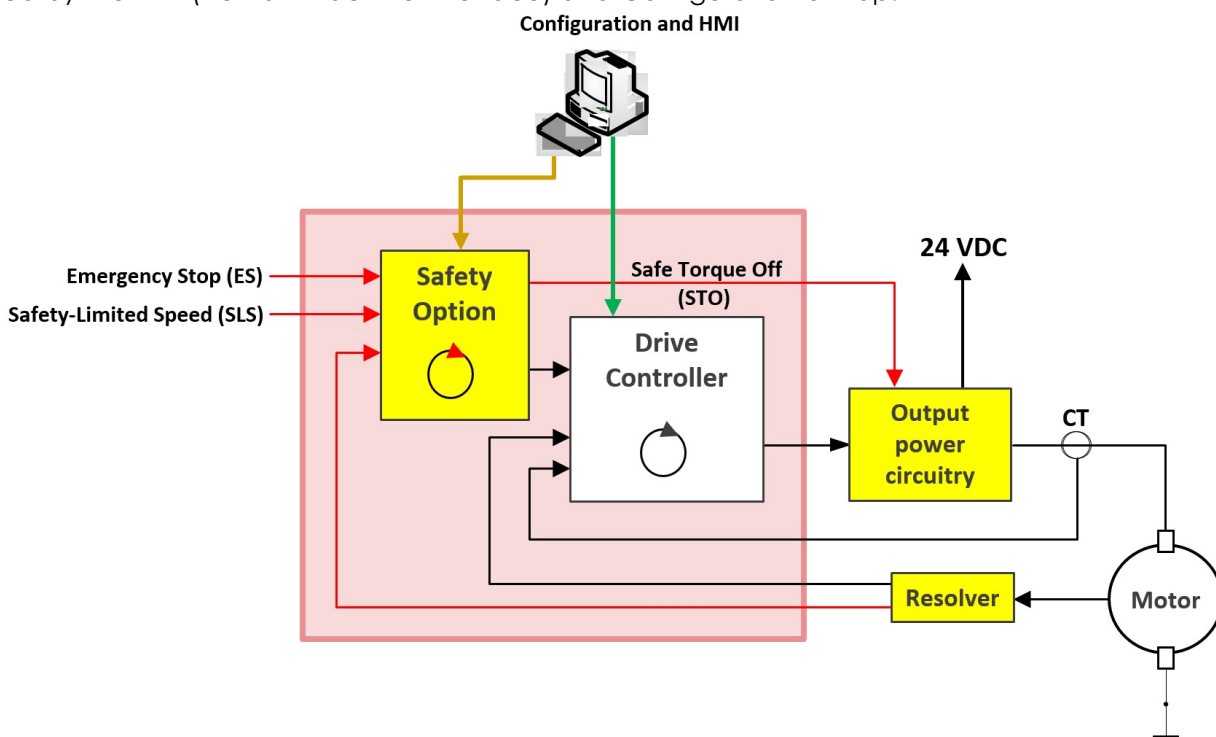 Configuration and HMI
24 VDC
Safety
Option
Safe Torque Off
(STO)
Emergency Stop (ES)
Safety-Limited Speed (SLS)
Drive
Controller
Output
power
circuitry
CT
Resolver
Motor